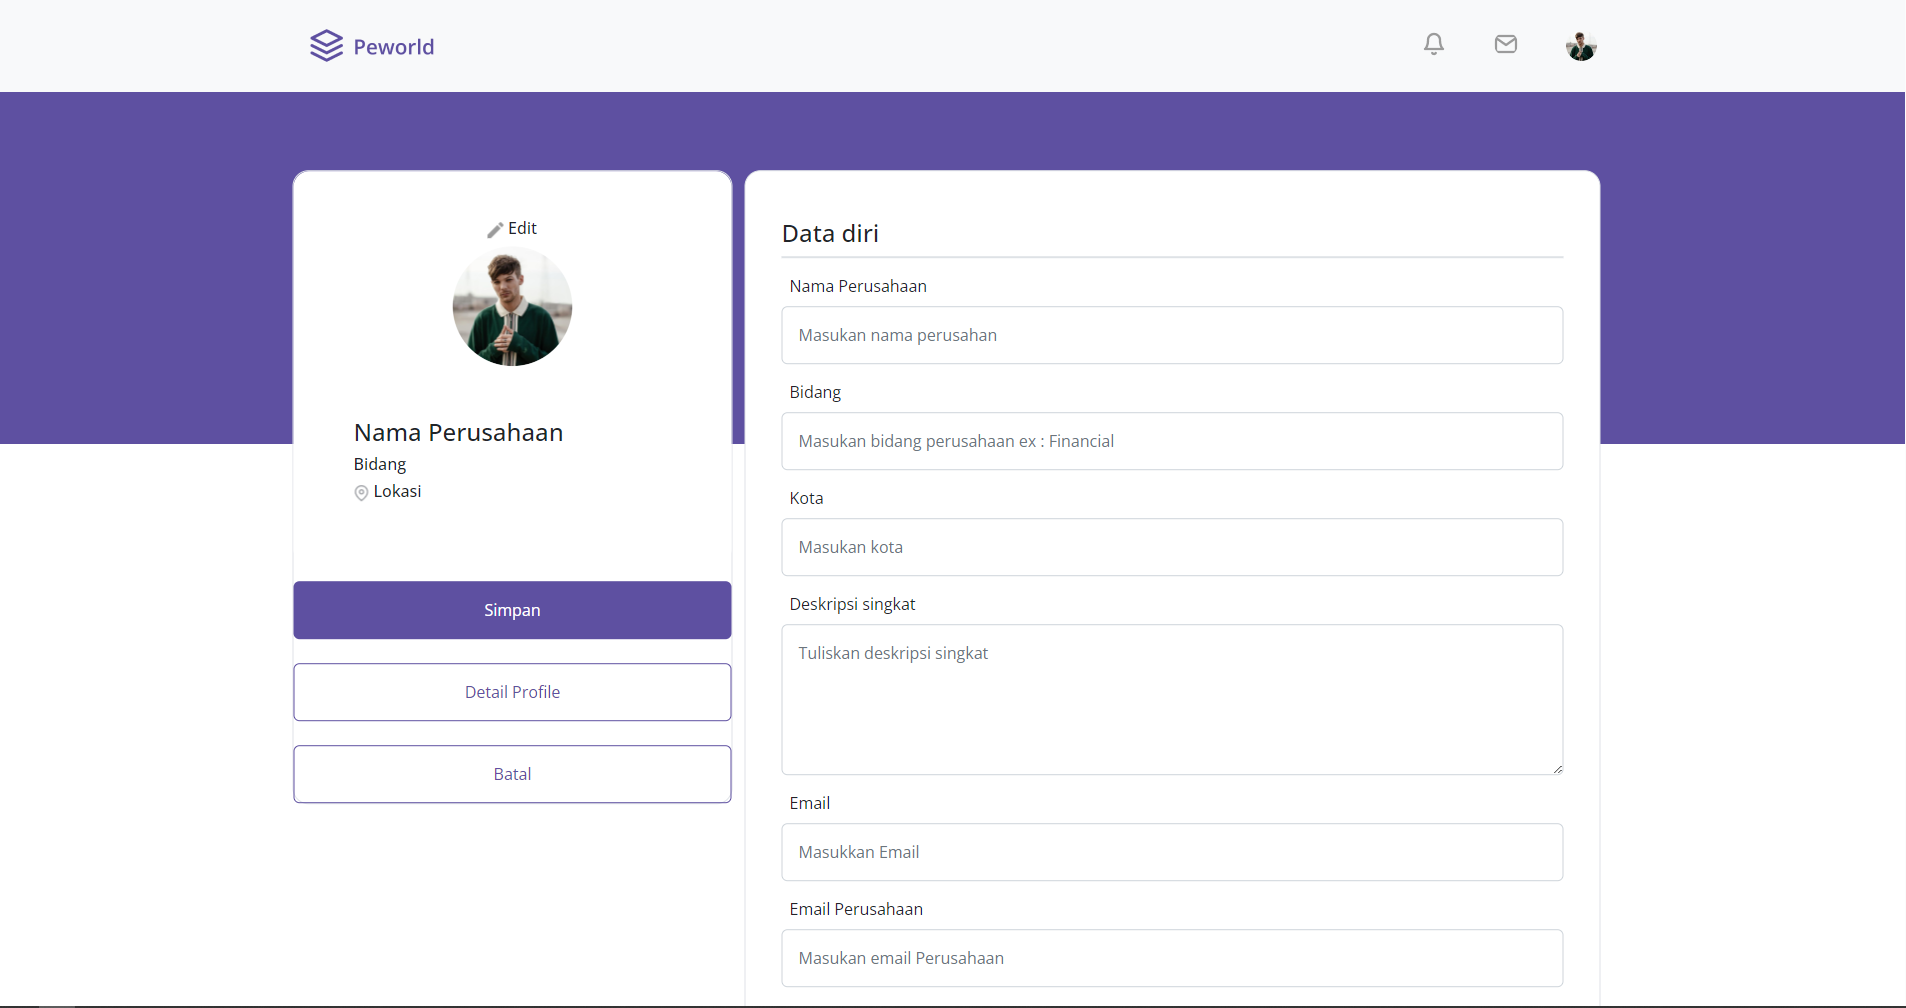 Peworld
Edit
Nama Perusahaan
Bidang
Lokasi
Simpan
Detail Profile
Batal
Data diri
Nama Perusahaan
Masukan nama perusahan
Bidang
Masukan bidang perusahaan ex : Financial
Kota
Masukan kota
Deskripsi singkat
Tuliskan deskripsi singkat
Email
Masukkan Email
Email Perusahaan
Masukan email Perusahaan